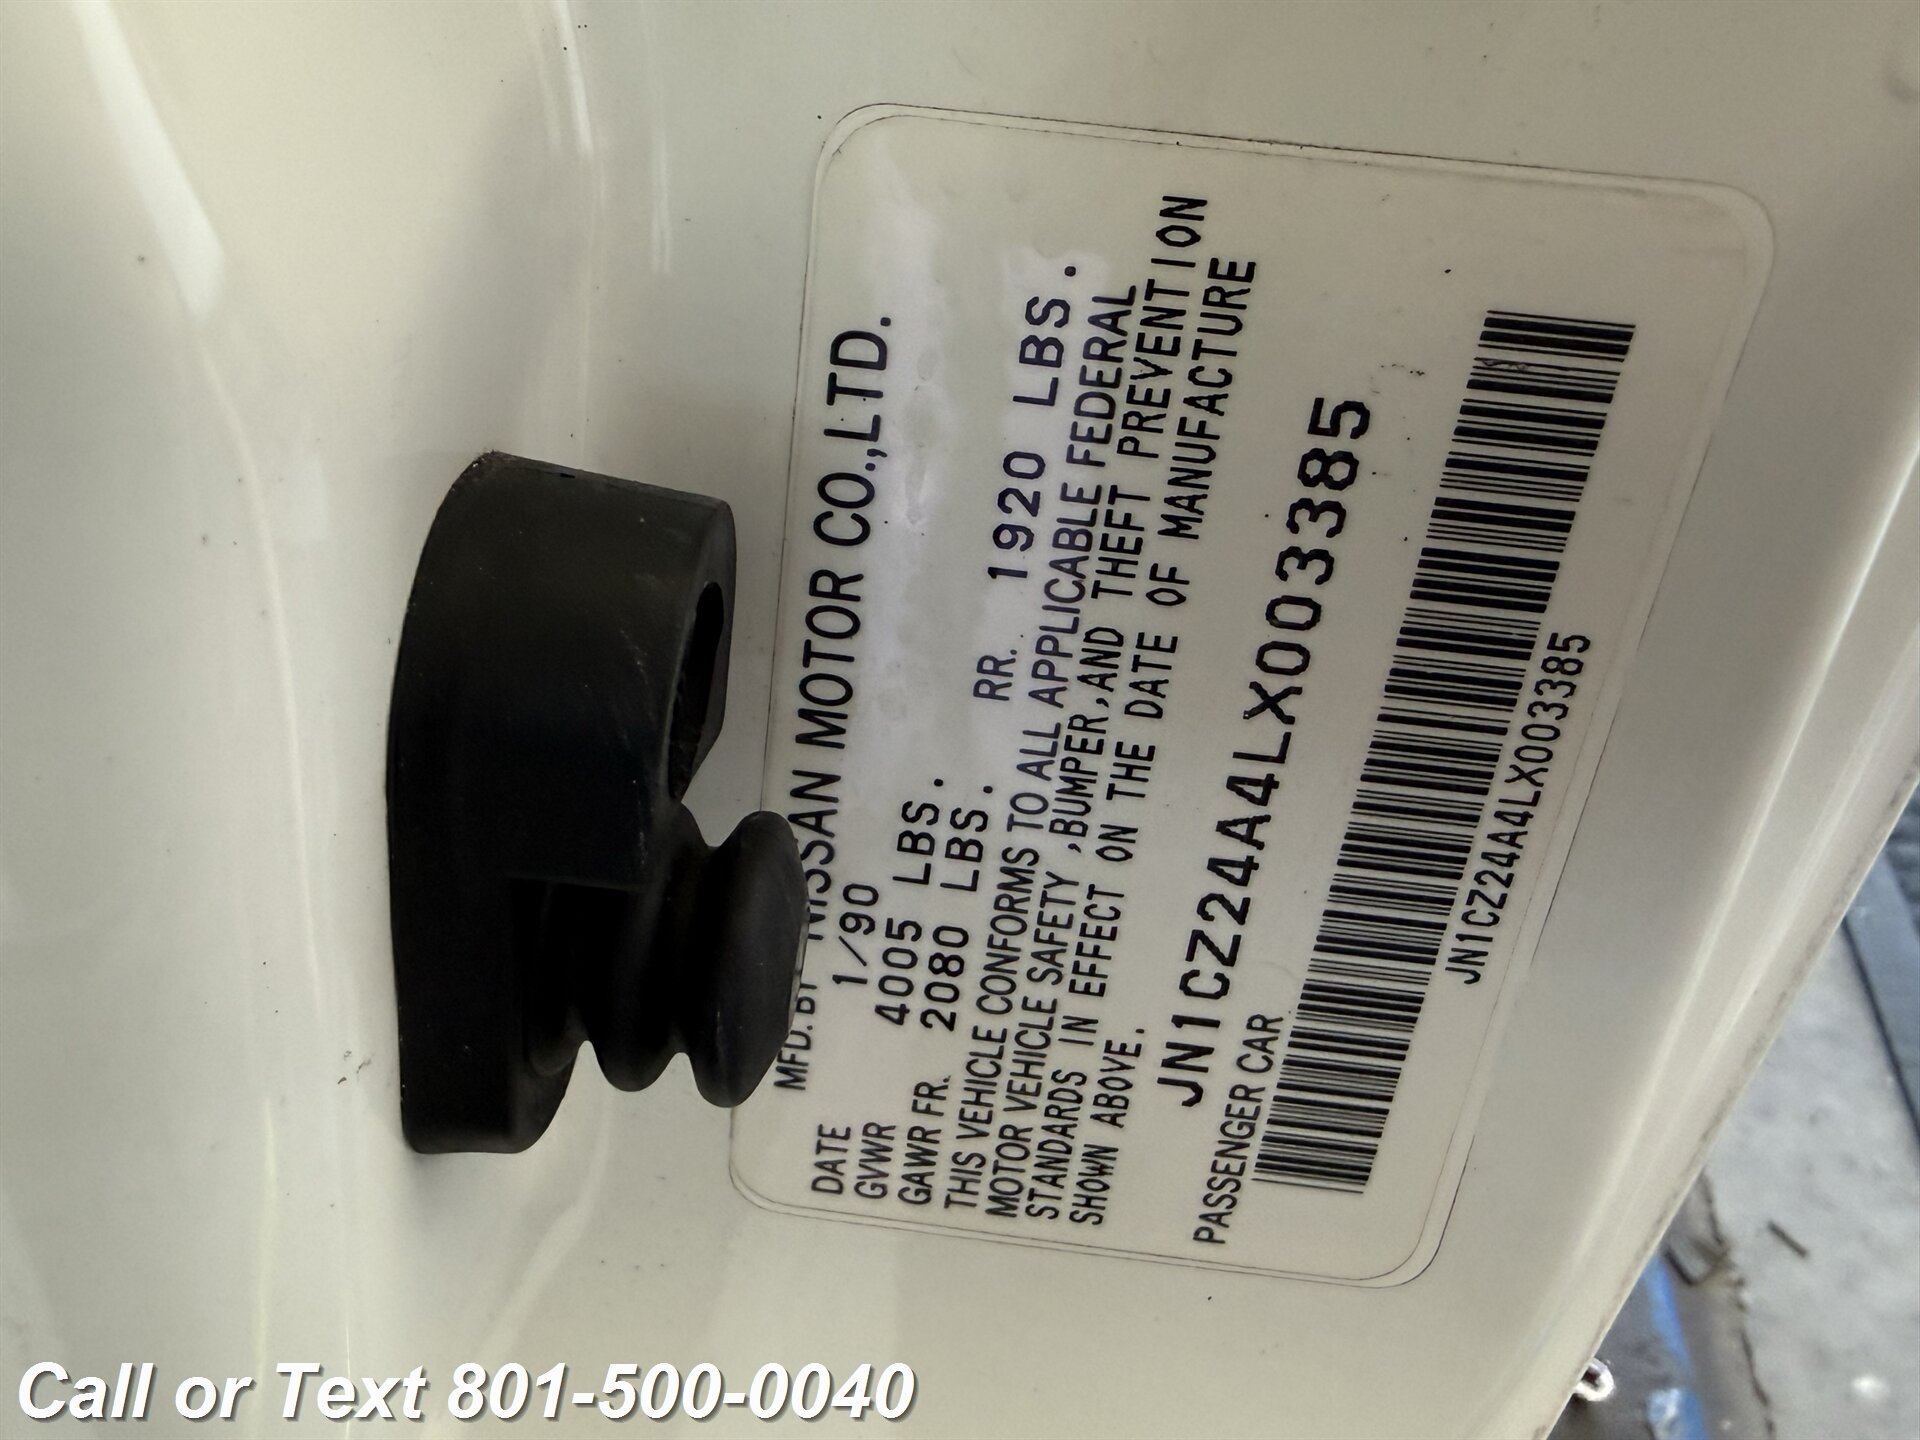 MFD. BY NISSAN MOTOR CO.,LTD.
DATE 1/90
GVWR 4005 LBS.
GAWR FR. 2080 LBS. RR. 1920 LBS.
THIS VEHICLE CONFORMS TO ALL APPLICABLE FEDERAL
MOTOR VEHICLE SAFETY ,BUMPER,AND THEFT PREVENTION
STANDARDS IN EFFECT ON THE DATE OF MANUFACTURE
SHOWN ABOVE.
JN1CZ24A4LX003385
PASSENGER CAR
JN1CZ24A4LX003385
Call or Text 801-500-0040